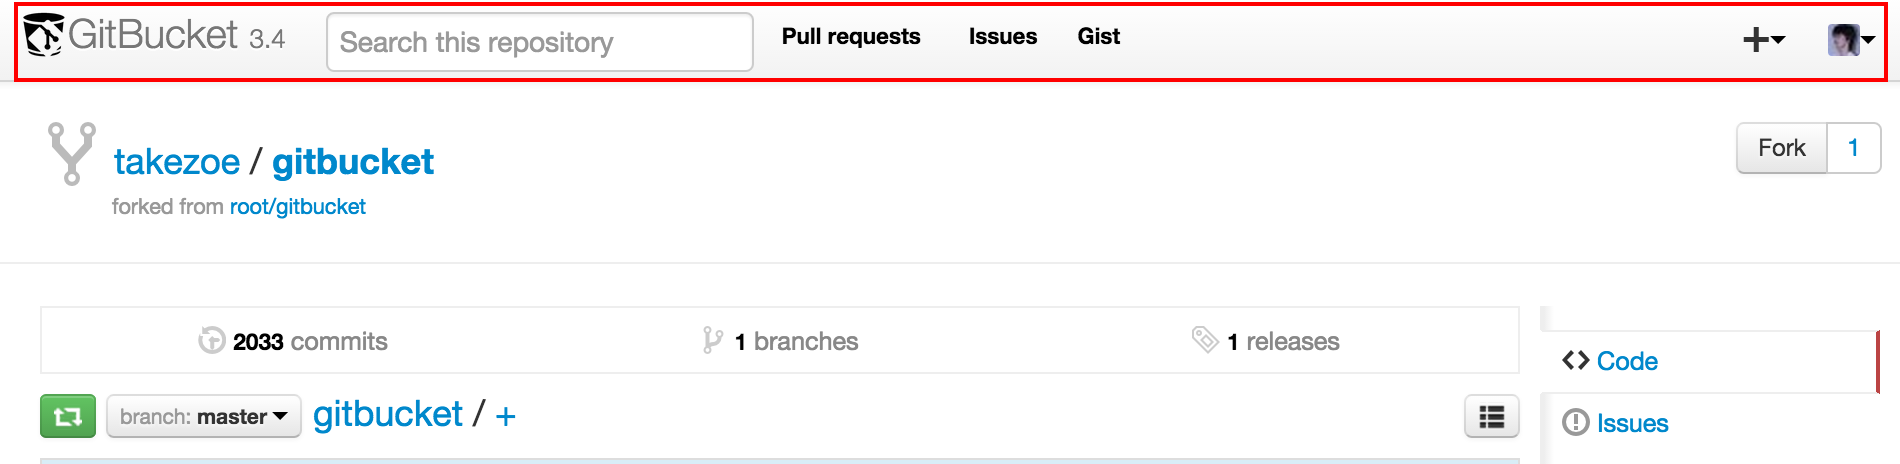 GitBucket 3.4 Search this repository Pull requests Issues Gist
takezoe / gitbucket Fork 1
forked from root/gitbucket
2033 commits 1 branches 1 releases
Code
branch: master gitbucket / +
Issues